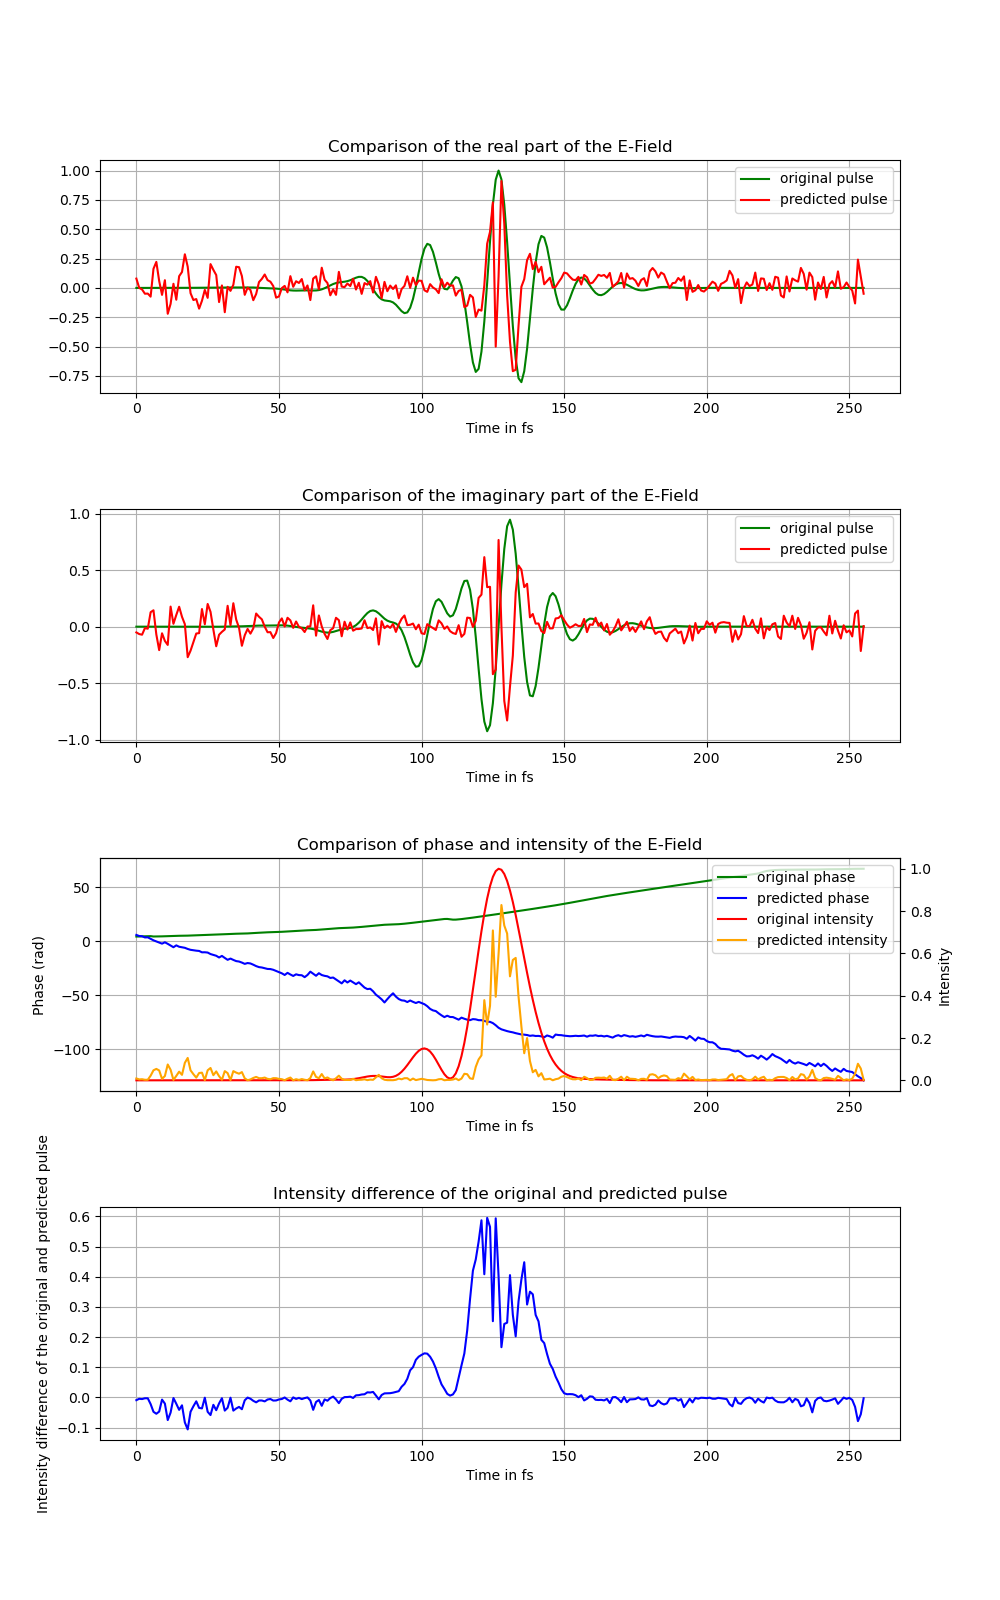 Comparison of the real part of the E-Field
1.00
0.75
0.50
0.25
0.00
−0.25
−0.50
−0.75
original pulse
predicted pulse
0 50 100 150 200 250
Time in fs
Comparison of the imaginary part of the E-Field
1.0
0.5
0.0
−0.5
−1.0
original pulse
predicted pulse
0 50 100 150 200 250
Time in fs
Comparison of phase and intensity of the E-Field
Phase (rad)
50
0
−50
−100
original phase
predicted phase
original intensity
predicted intensity
1.0
0.8
0.6
0.4
0.2
0.0
Intensity
0 50 100 150 200 250
Time in fs
Intensity difference of the original and predicted pulse
Intensity difference of the original and predicted pulse
0.6
0.5
0.4
0.3
0.2
0.1
0.0
−0.1
0 50 100 150 200 250
Time in fs